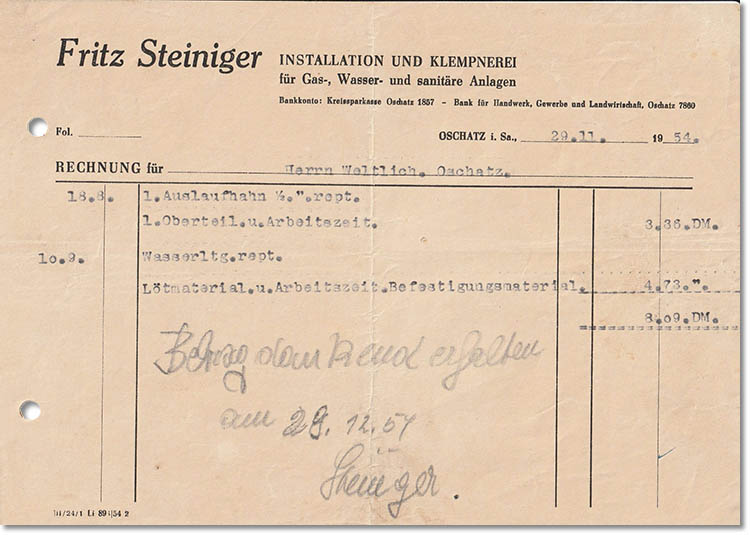 Fritz Steiniger INSTALLATION UND KLEMPNEREI
für Gas-, Wasser- und sanitäre Anlagen
Bankkonto: Kreissparkasse Oschatz 1857 - Bank für Handwerk, Gewerbe und Landwirtschaft, Oschatz 7860
Fol.
OSCHATZ i. Sa., 29.11. 1954.
RECHNUNG für Herrn Weltlich. Oschatz.
18.8. 1.Auslaufhahn ½.".rept.
1.Oberteil.u.Arbeitszeit. 3.36.DM.
10.9. Wasserltg.rept.
Lötmaterial.u.Arbeitszeit.Befestigungsmaterial. 4.73.".
8.09.DM.
Betrag dankend erhalten
am 29. 12. 54
Steiniger.